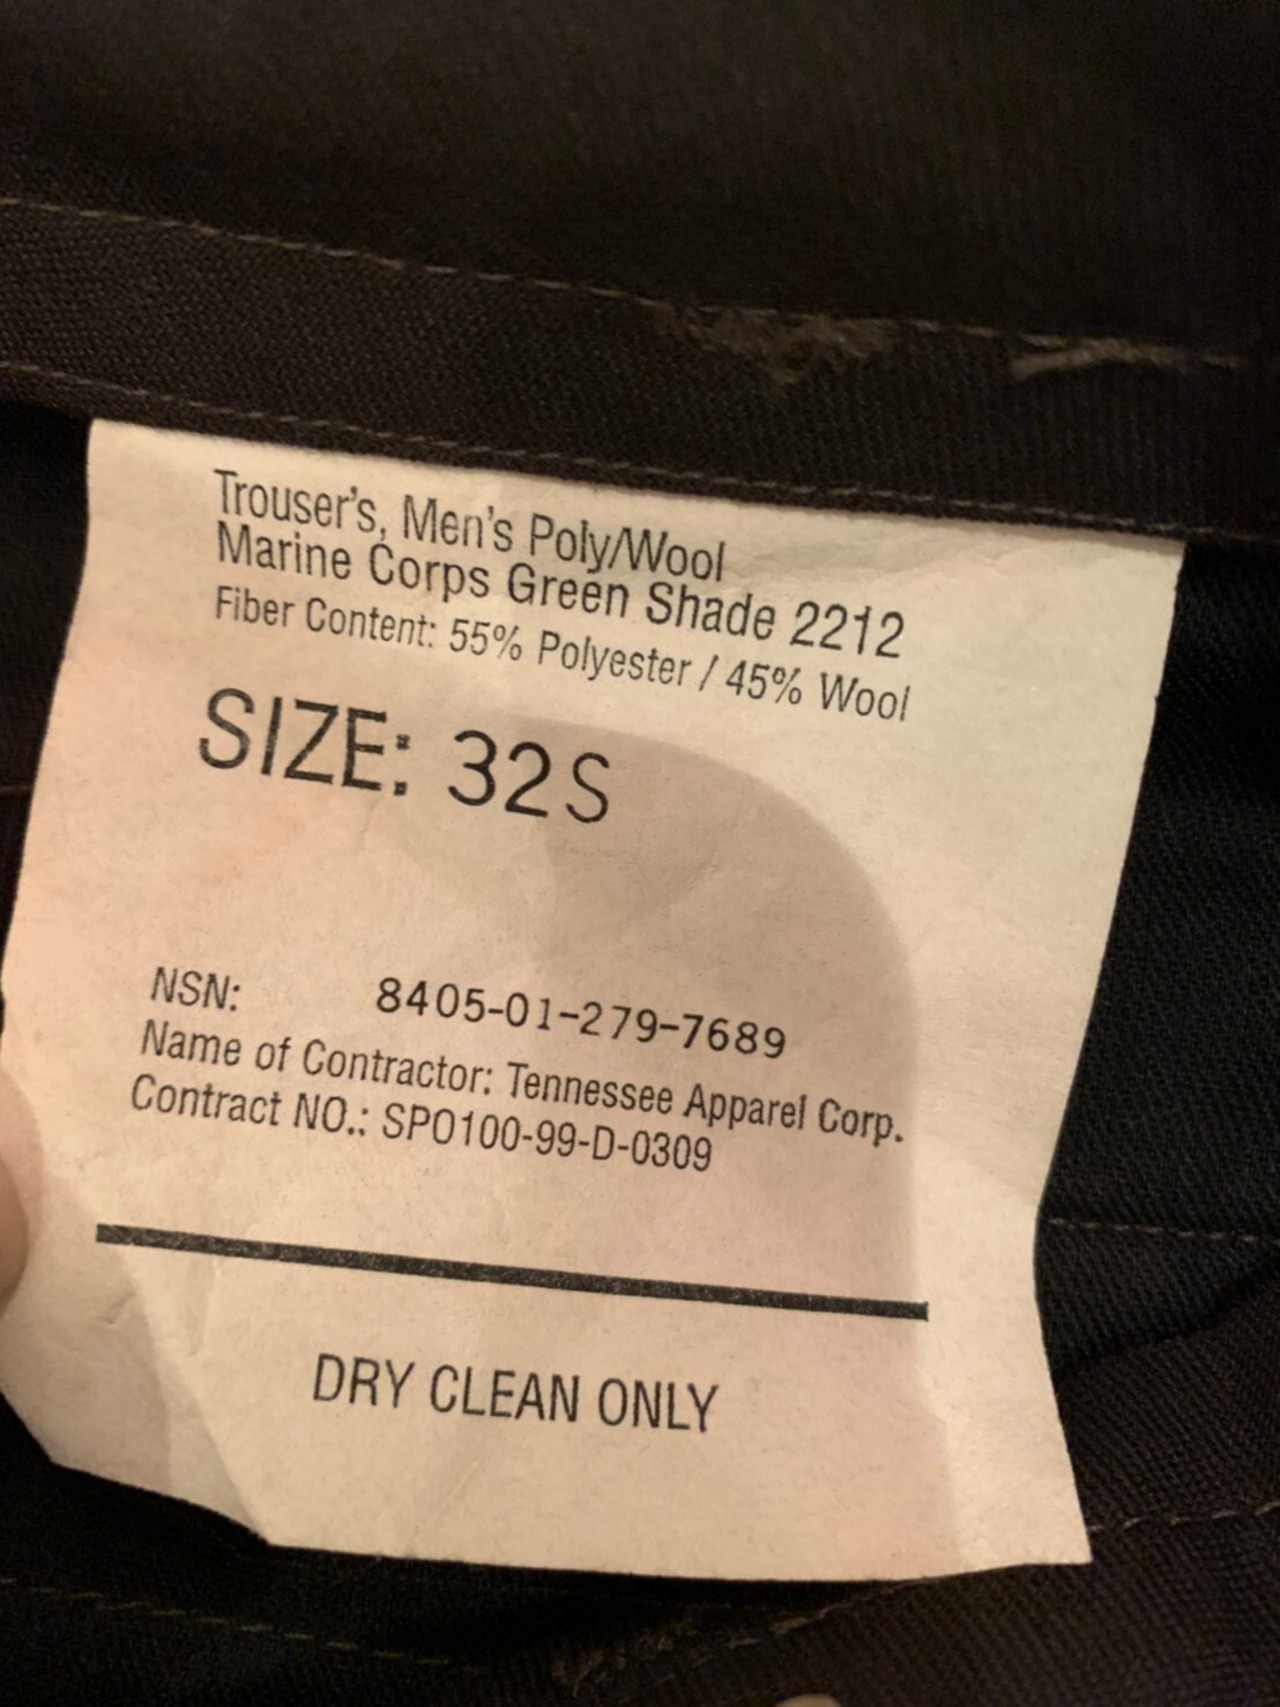 Trouser's, Men's Poly/Wool
Marine Corps Green Shade 2212
Fiber Content: 55% Polyester / 45% Wool
SIZE: 32S
NSN: 8405-01-279-7689
Name of Contractor: Tennessee Apparel Corp.
Contract NO.: SPO100-99-D-0309
DRY CLEAN ONLY